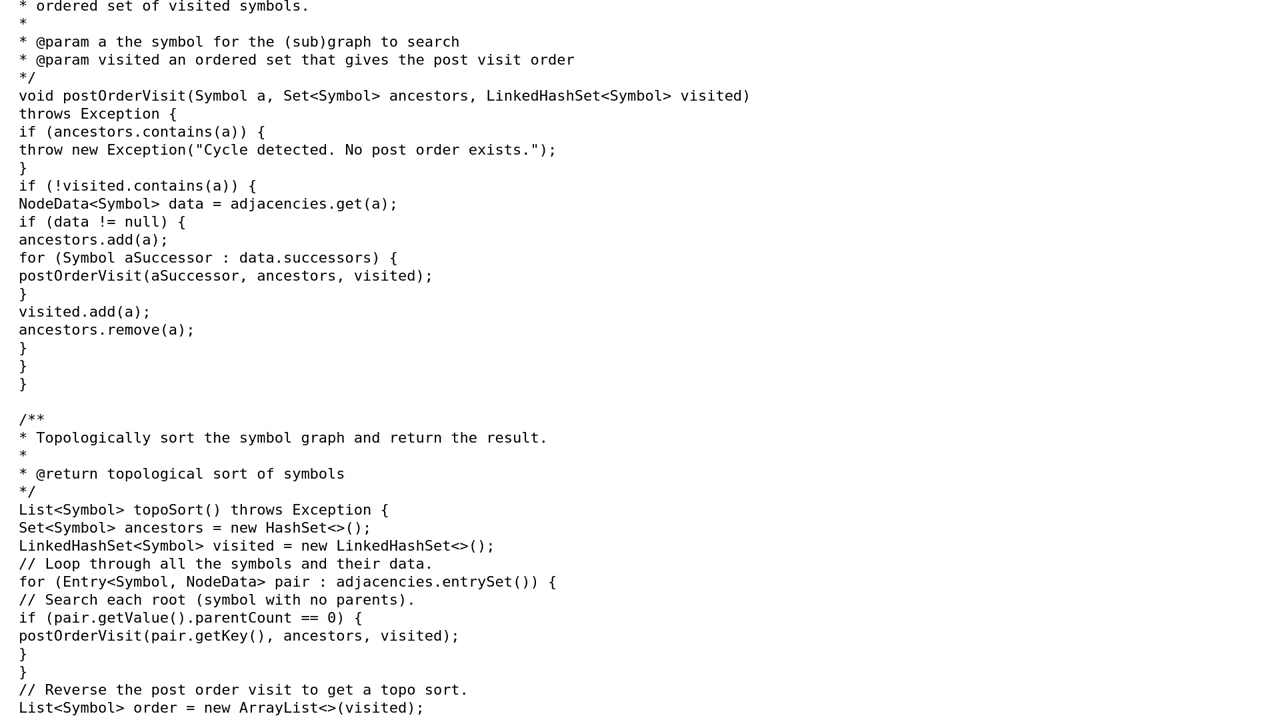 * ordered set of visited symbols.
*
* @param a the symbol for the (sub)graph to search
* @param visited an ordered set that gives the post visit order
*/
void postOrderVisit(Symbol a, Set<Symbol> ancestors, LinkedHashSet<Symbol> visited)
throws Exception {
if (ancestors.contains(a)) {
throw new Exception("Cycle detected. No post order exists.");
}
if (!visited.contains(a)) {
NodeData<Symbol> data = adjacencies.get(a);
if (data != null) {
ancestors.add(a);
for (Symbol aSuccessor : data.successors) {
postOrderVisit(aSuccessor, ancestors, visited);
}
visited.add(a);
ancestors.remove(a);
}
}
}

/**
* Topologically sort the symbol graph and return the result.
*
* @return topological sort of symbols
*/
List<Symbol> topoSort() throws Exception {
Set<Symbol> ancestors = new HashSet<>();
LinkedHashSet<Symbol> visited = new LinkedHashSet<>();
// Loop through all the symbols and their data.
for (Entry<Symbol, NodeData> pair : adjacencies.entrySet()) {
// Search each root (symbol with no parents).
if (pair.getValue().parentCount == 0) {
postOrderVisit(pair.getKey(), ancestors, visited);
}
}
// Reverse the post order visit to get a topo sort.
List<Symbol> order = new ArrayList<>(visited);